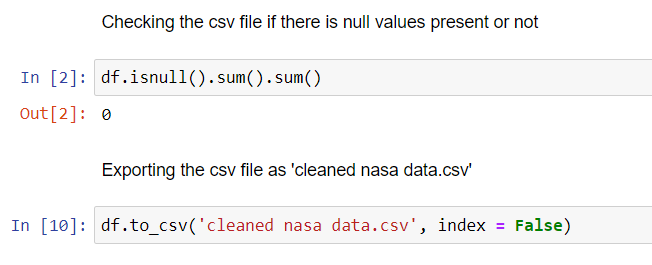 Checking the csv file if there is null values present or not
In [2]: df.isnull().sum().sum()
Out[2]: 0
Exporting the csv file as 'cleaned nasa data.csv'
In [10]: df.to_csv('cleaned nasa data.csv', index = False)